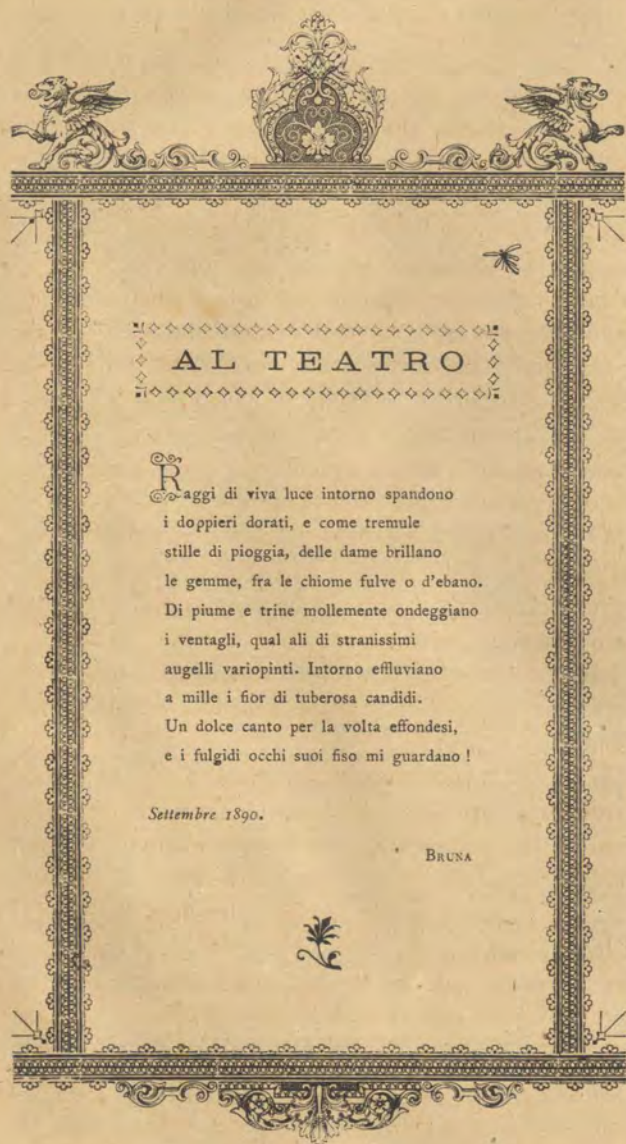 AL TEATRO
Raggi di viva luce intorno spandono
i doppieri dorati, e come tremule
stille di pioggia, delle dame brillano
le gemme, fra le chiome fulve o d'ebano.
Di piume e trine mollemente ondeggiano
i ventagli, qual ali di stranissimi
augelli variopinti. Intorno effluviano
a mille i fior di tuberosa candidi.
Un dolce canto per la volta effondesi,
e i fulgidi occhi suoi fiso mi guardano !
Settembre 1890.
BRUNA